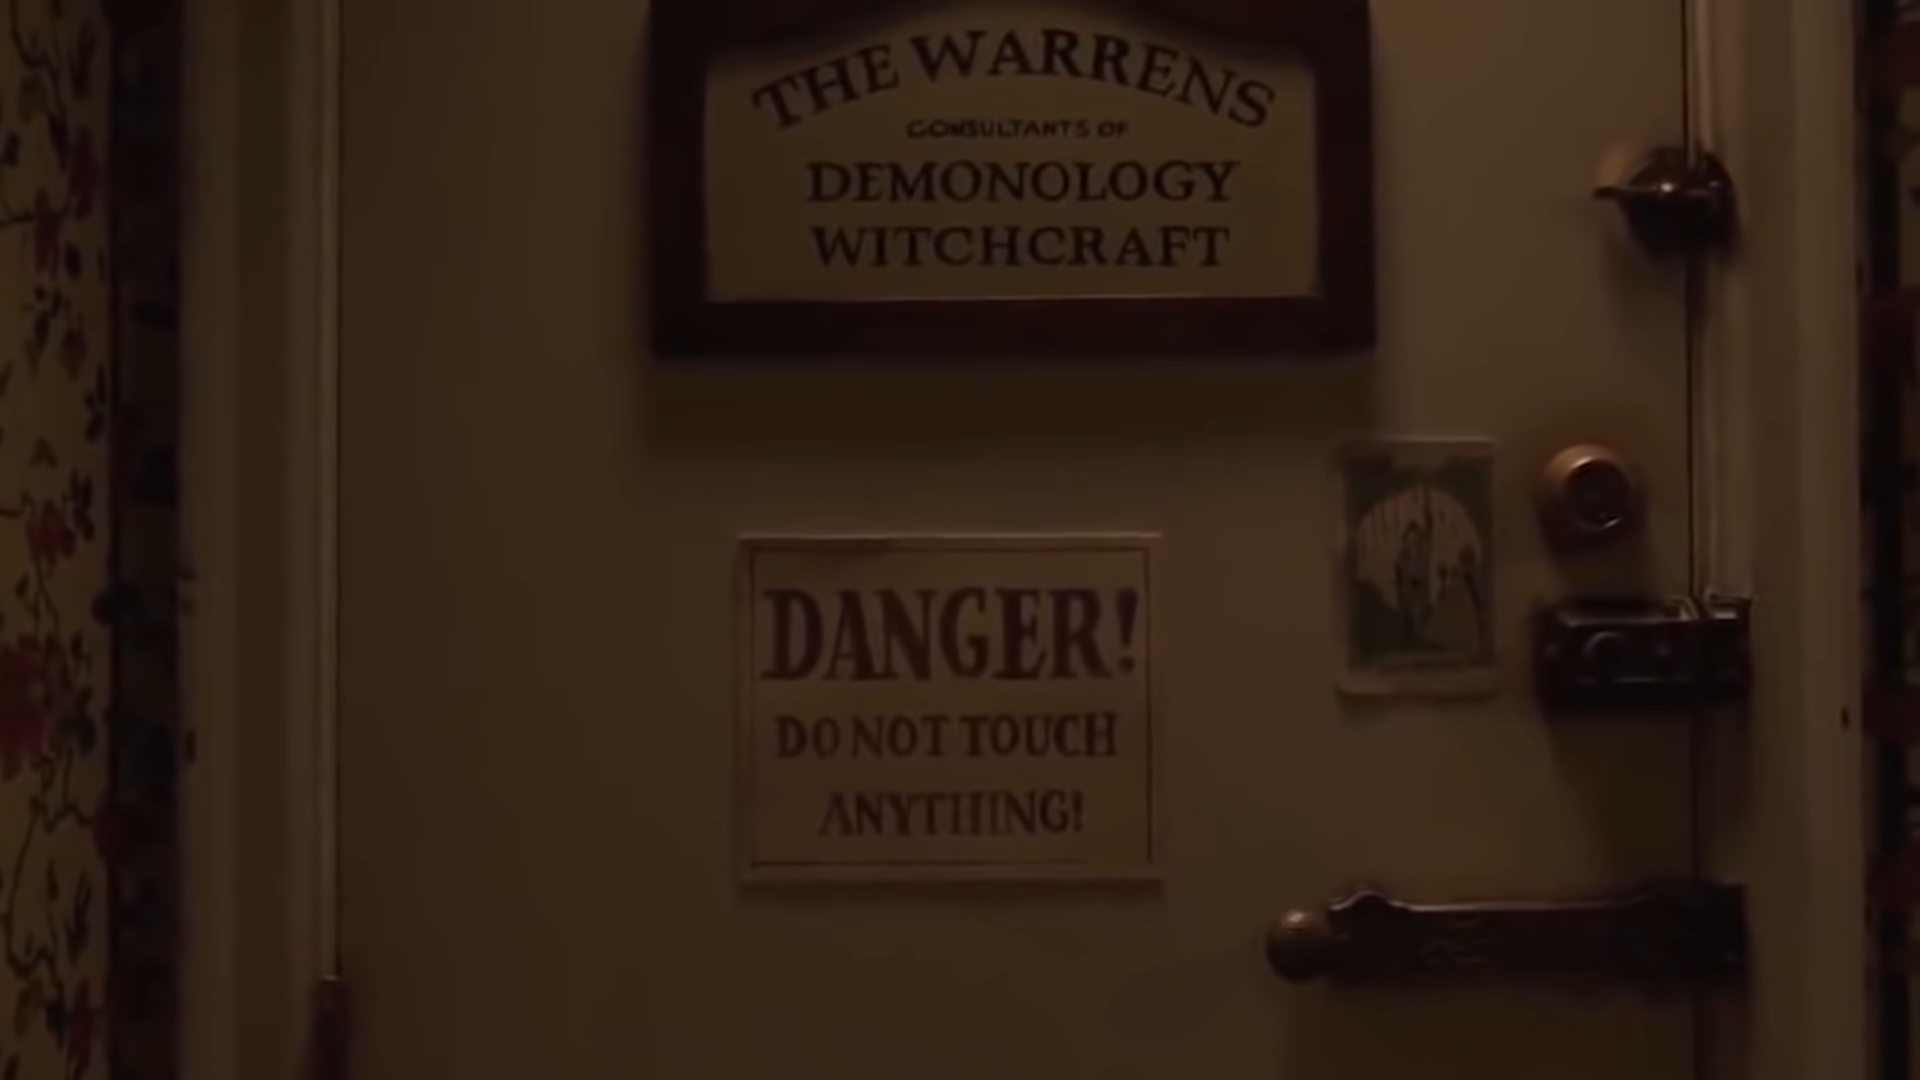 THE WARRENS
CONSULTANTS OF
DEMONOLOGY
WITCHCRAFT
DANGER!
DO NOT TOUCH
ANYTHING!